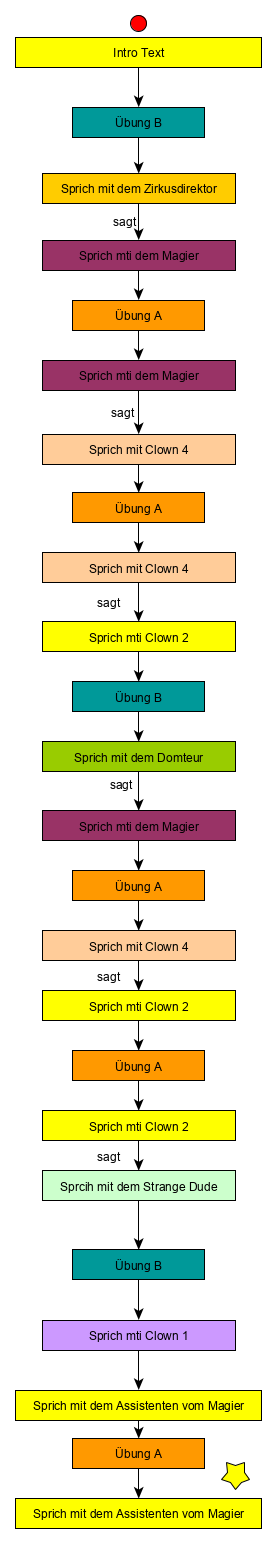 Intro Text
Übung B
Sprich mit dem Zirkusdirektor
sagt
Sprich mti dem Magier
Übung A
Sprich mti dem Magier
sagt
Sprich mit Clown 4
Übung A
Sprich mit Clown 4
sagt
Sprich mti Clown 2
Übung B
Sprich mit dem Domteur
sagt
Sprich mti dem Magier
Übung A
Sprich mit Clown 4
sagt
Sprich mti Clown 2
Übung A
Sprich mti Clown 2
sagt
Sprcih mit dem Strange Dude
Übung B
Sprich mti Clown 1
Sprich mit dem Assistenten vom Magier
Übung A
Sprich mit dem Assistenten vom Magier